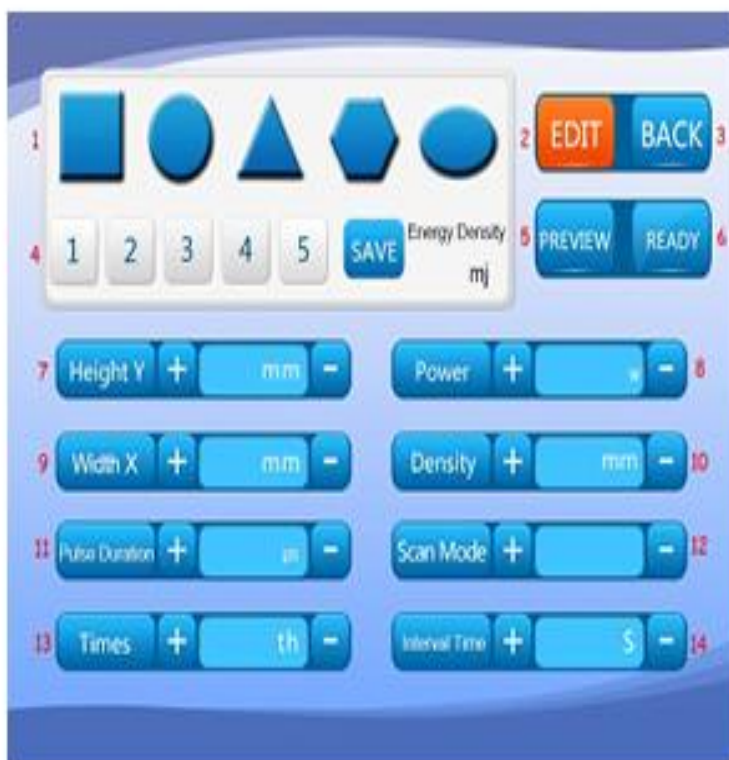 1 2 EDIT BACK 3
4 1 2 3 4 5 SAVE Energy Density mj 5 PREVIEW READY 6
7 Height Y + mm - Power + w - 8
9 Width X + mm - Density + mm - 10
11 Pulse Duration + - Scan Mode + - 12
13 Times + th - Interval Time + S - 14